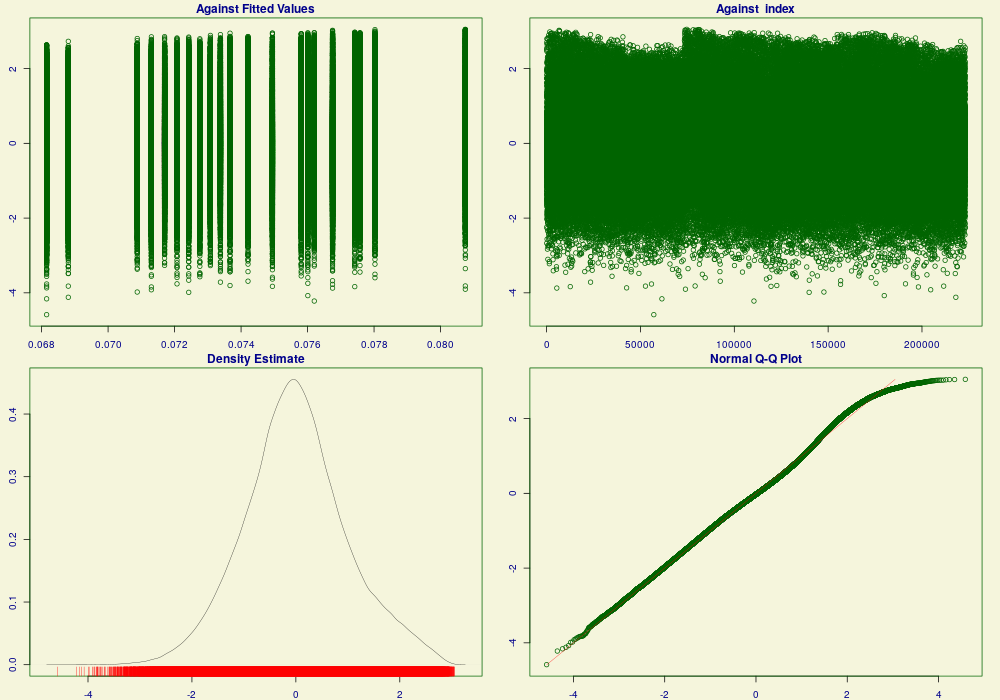 Against Fitted Values
2
0
-2
-4
0.068 0.070 0.072 0.074 0.076 0.078 0.080
Against index
2
0
-2
-4
0 50000 100000 150000 200000
Density Estimate
0.4
0.3
0.2
0.1
0.0
-4 -2 0 2
Normal Q-Q Plot
2
0
-2
-4
-4 -2 0 2 4